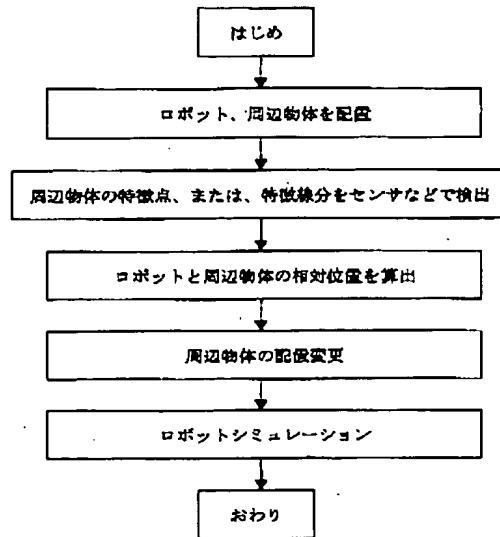 はじめ
ロボット、周辺物体を配置
周辺物体の特徴点、または、特徴線分をセンサなどで検出
ロボットと周辺物体の相対位置を算出
周辺物体の配置変更
ロボットシミュレーション
おわり